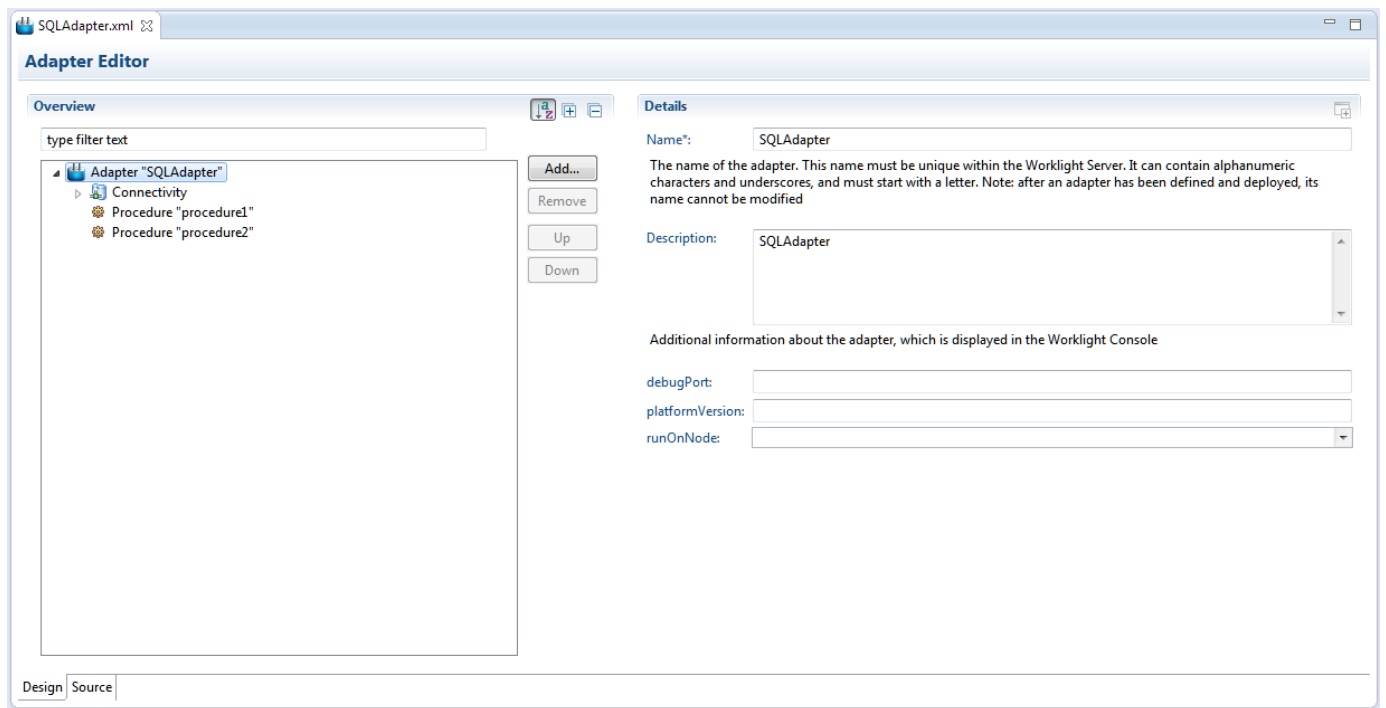 SQLAdapter.xml
Adapter Editor
Overview
type filter text
Adapter "SQLAdapter"
Connectivity
Procedure "procedure1"
Procedure "procedure2"
Add...
Remove
Up
Down
Details
Name*: SQLAdapter
The name of the adapter. This name must be unique within the Worklight Server. It can contain alphanumeric
characters and underscores, and must start with a letter. Note: after an adapter has been defined and deployed, its
name cannot be modified
Description: SQLAdapter
Additional information about the adapter, which is displayed in the Worklight Console
debugPort:
platformVersion:
runOnNode:
Design Source